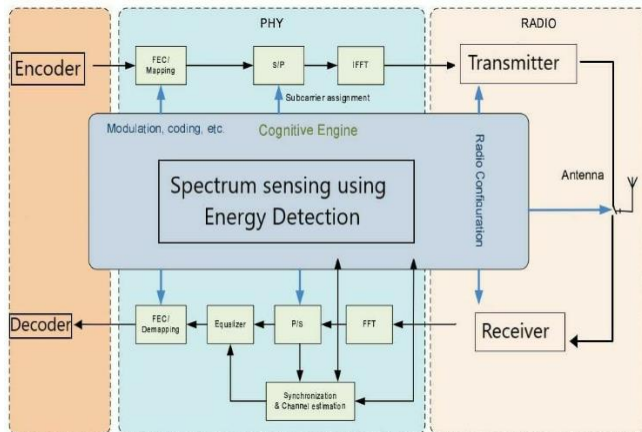 PHY
RADIO
Encoder
FEC/
Mapping
S/P
IFFT
Transmitter
Subcarrier assignment
Modulation, coding, etc.
Cognitive Engine
Spectrum sensing using
Energy Detection
Radio Configuration
Antenna
Decoder
FEC/
Demapping
Equalizer
P/S
FFT
Receiver
Synchronization
& Channel estimation